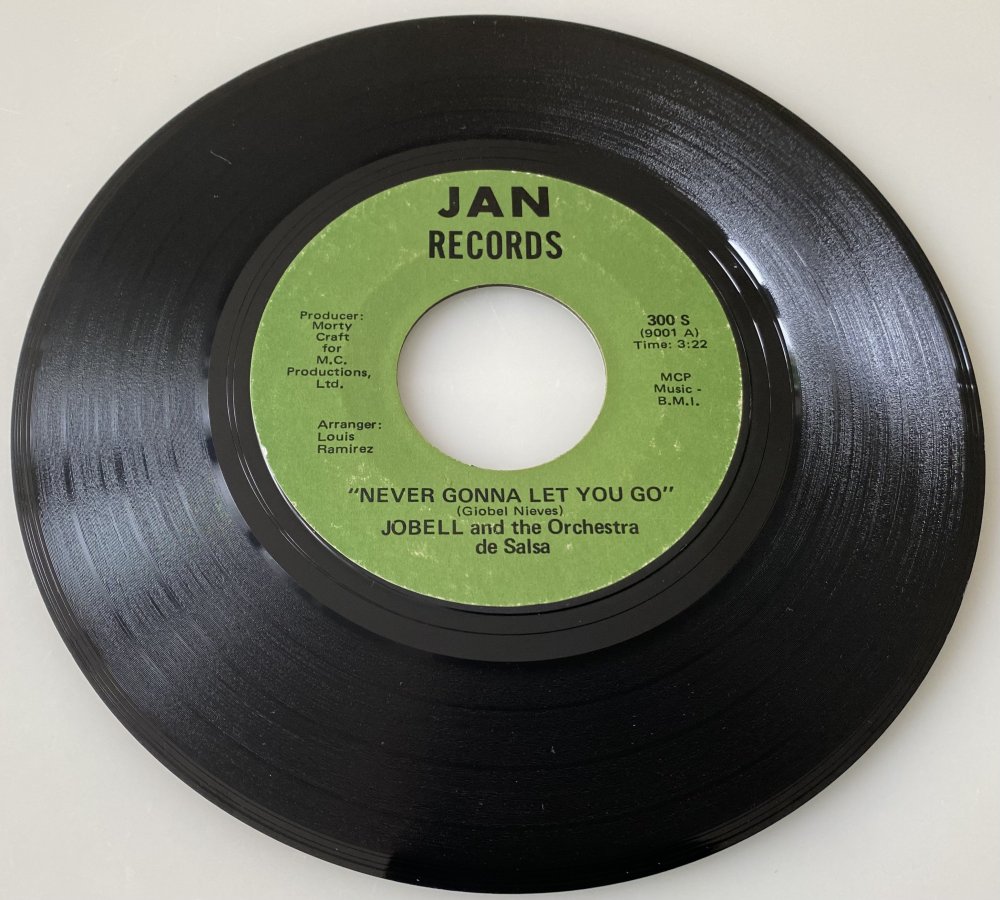 JAN
RECORDS
Producer:
Morty
Craft
for
M.C.
Productions,
Ltd.
Arranger:
Louis
Ramirez
300 S
(9001 A)
Time: 3:22
MCP
Music -
B.M.I.
"NEVER GONNA LET YOU GO"
(Giobel Nieves)
JOBELL and the Orchestra
de Salsa